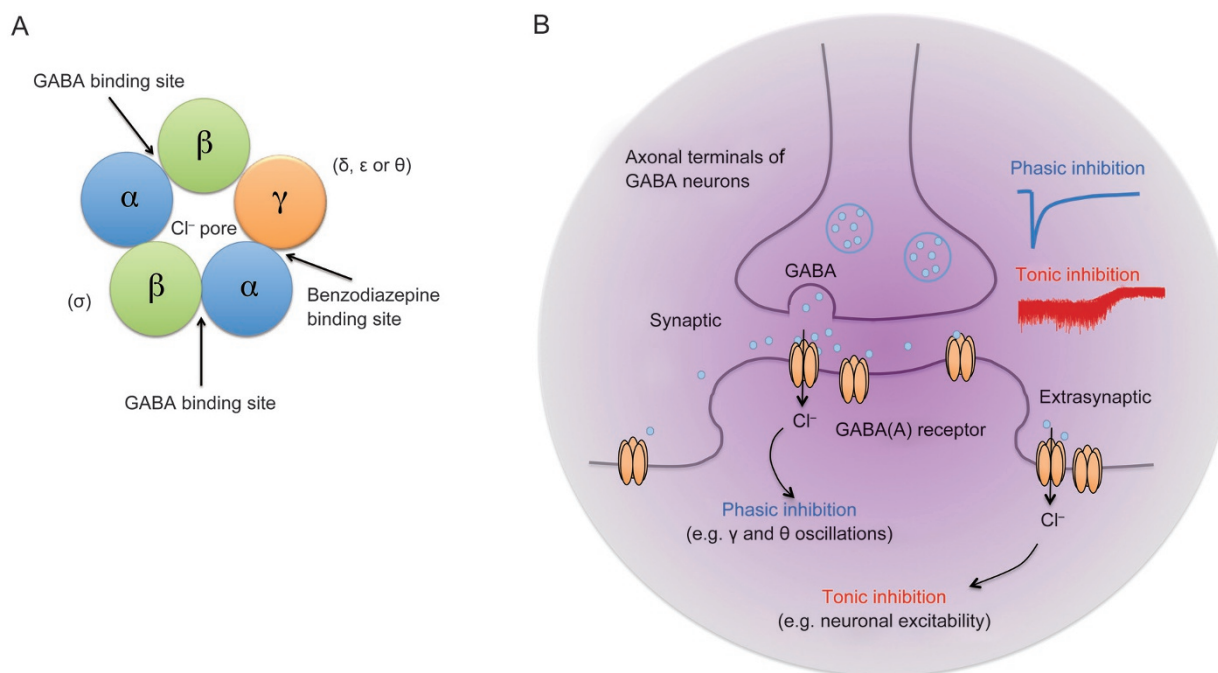 A
GABA binding site
β
(δ, ε or θ)
α
γ
Cl⁻ pore
(σ)
β
α
Benzodiazepine
binding site
GABA binding site
B
Axonal terminals of
GABA neurons
Phasic inhibition
GABA
Tonic inhibition
Synaptic
Extrasynaptic
Cl⁻
GABA(A) receptor
Phasic inhibition
(e.g. γ and θ oscillations)
Cl⁻
Tonic inhibition
(e.g. neuronal excitability)